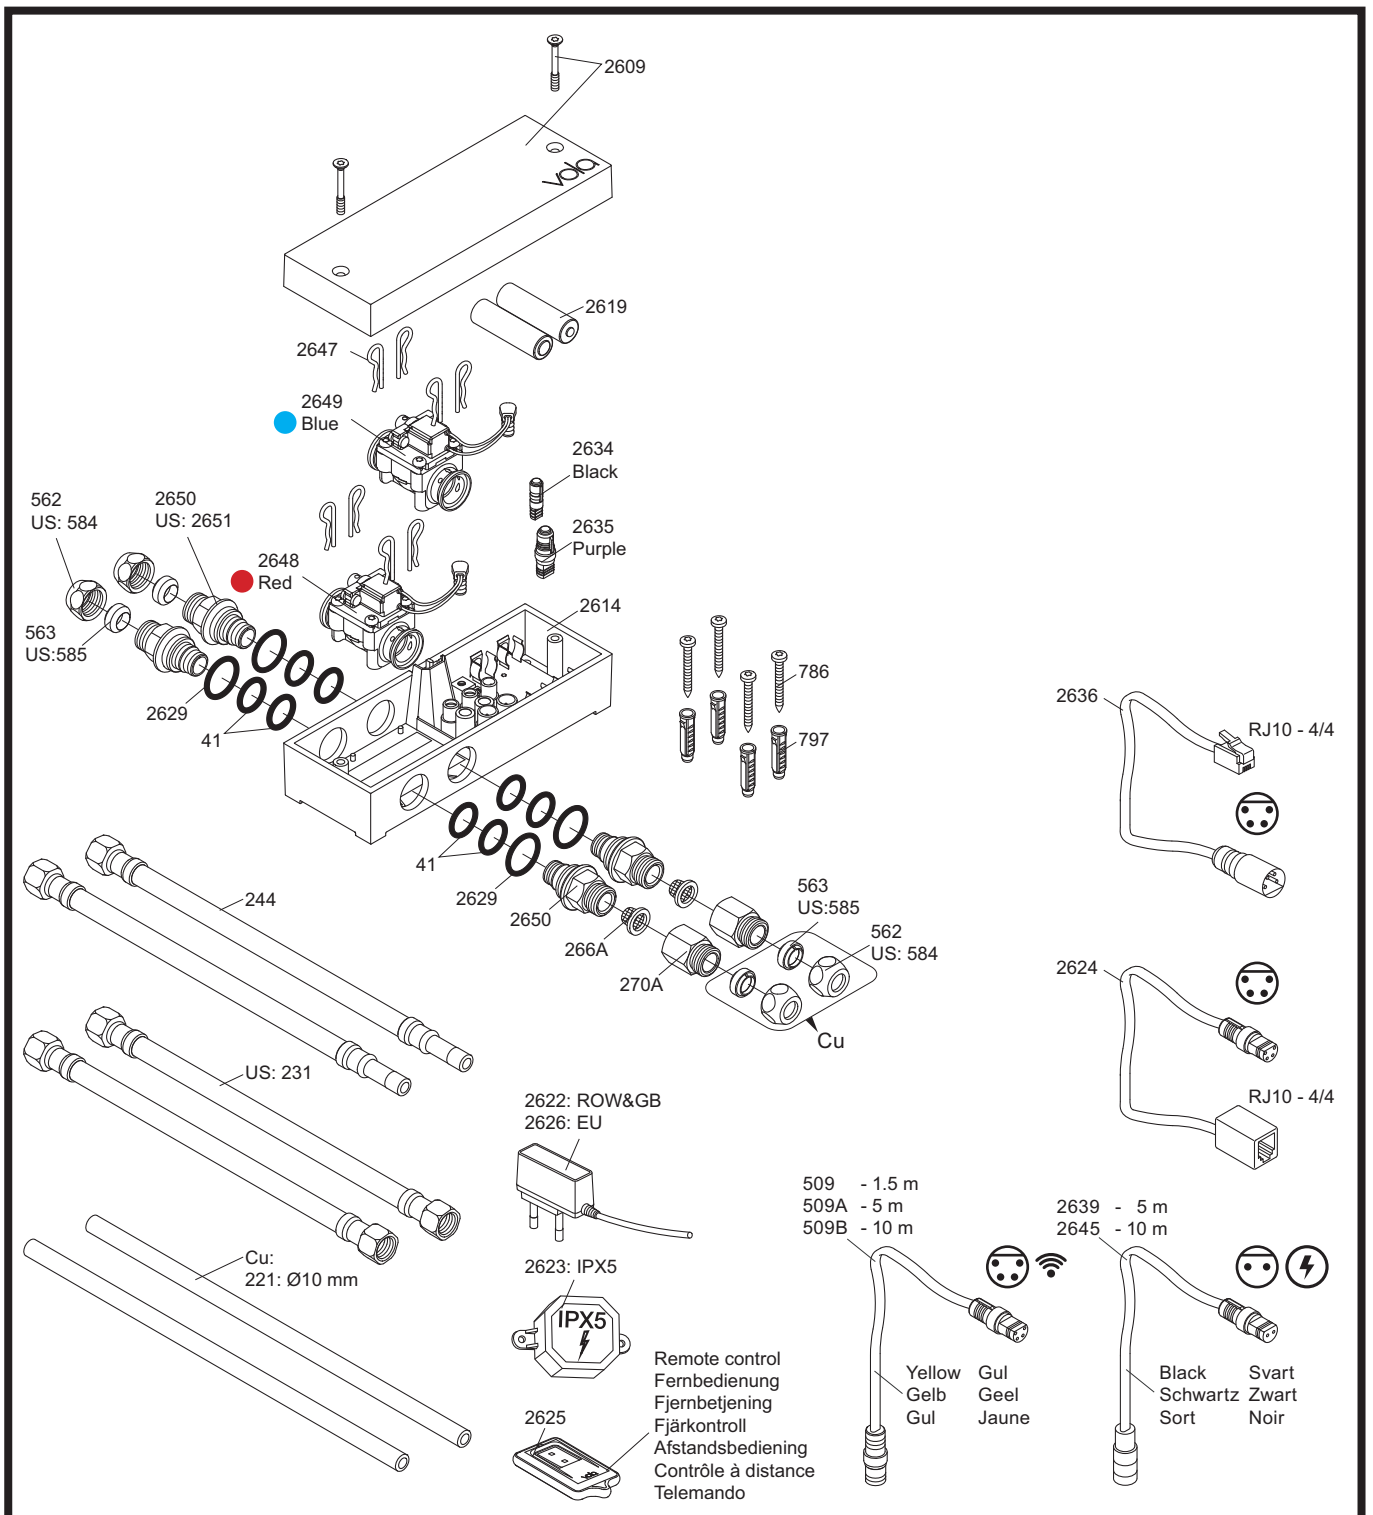 2609
vola
2619
2647
2649
Blue
2634
Black
562
US: 584
2650
US: 2651
2635
Purple
2648
Red
2614
563
US:585
786
2629
41
797
2636
RJ10 - 4/4
41
2629
2650
266A
270A
563
US:585
562
US: 584
Cu
244
2624
RJ10 - 4/4
US: 231
2622: ROW&GB
2626: EU
509 - 1.5 m
509A - 5 m
509B - 10 m
2639 - 5 m
2645 - 10 m
Cu:
221: Ø10 mm
2623: IPX5
IPX5
Yellow Gul
Gelb Geel
Gul Jaune
Black Svart
Schwartz Zwart
Sort Noir
2625
vola
Remote control
Fernbedienung
Fjernbetjening
Fjärkontroll
Afstandsbediening
Contrôle à distance
Telemando